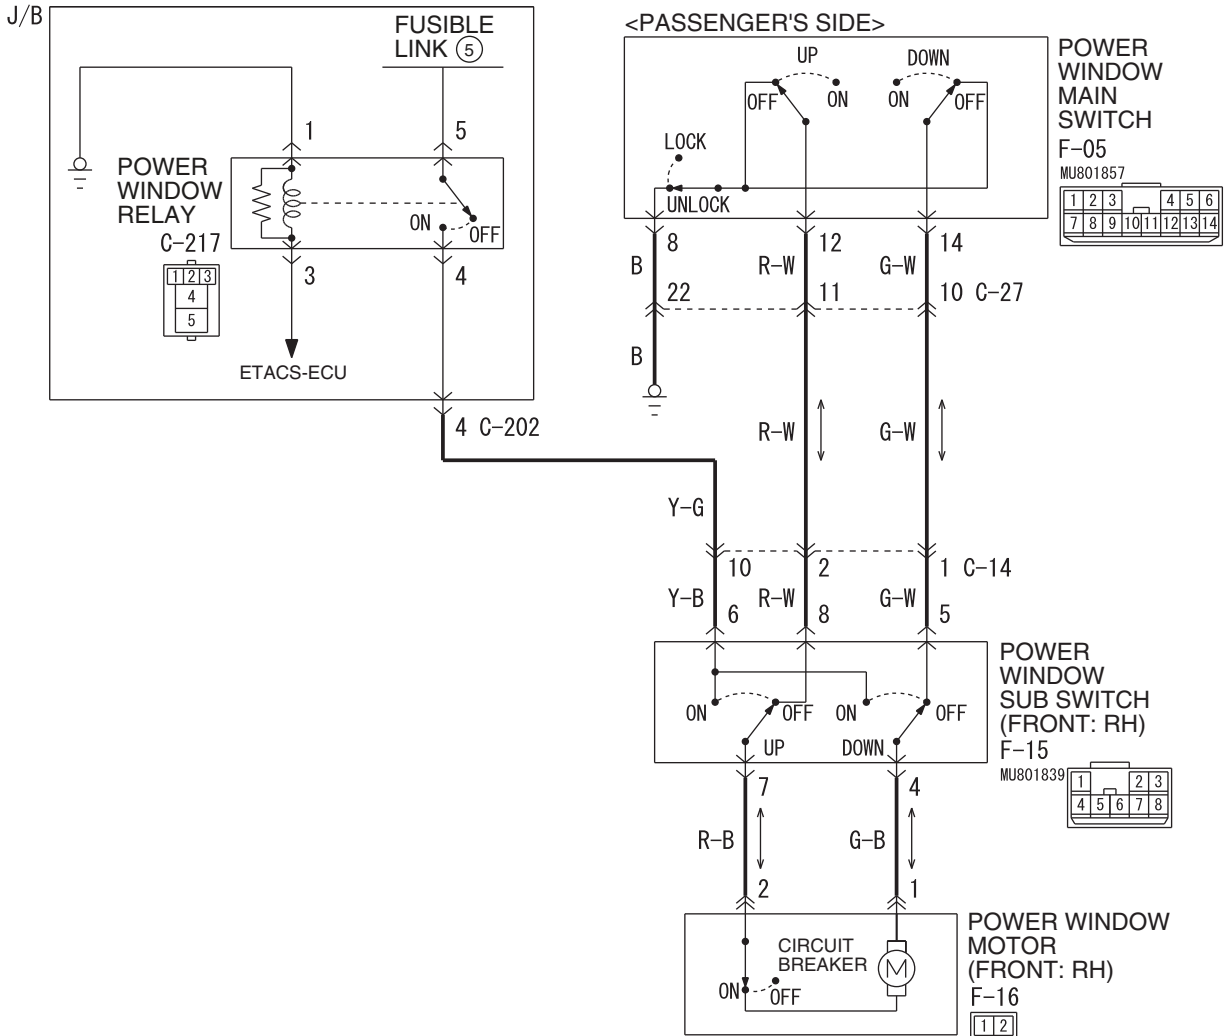 J/B
FUSIBLE
LINK 5
1
5
POWER
WINDOW
RELAY
ON
OFF
C-217
1 2 3
4
5
3
4
ETACS-ECU
4 C-202
<PASSENGER'S SIDE>
UP
DOWN
OFF
ON
ON
OFF
LOCK
UNLOCK
POWER
WINDOW
MAIN
SWITCH
F-05
MU801857
1 2 3 4 5 6
7 8 9 10 11 12 13 14
8
12
14
B
R-W
G-W
22
11
10 C-27
B
R-W
G-W
Y-G
10
2
1 C-14
Y-B
R-W
G-W
6
8
5
ON
OFF
ON
OFF
UP
DOWN
POWER
WINDOW
SUB SWITCH
(FRONT: RH)
F-15
MU801839
1 2 3
4 5 6 7 8
7
4
R-B
G-B
2
1
CIRCUIT
BREAKER
M
ON
OFF
POWER WINDOW
MOTOR
(FRONT: RH)
F-16
1 2